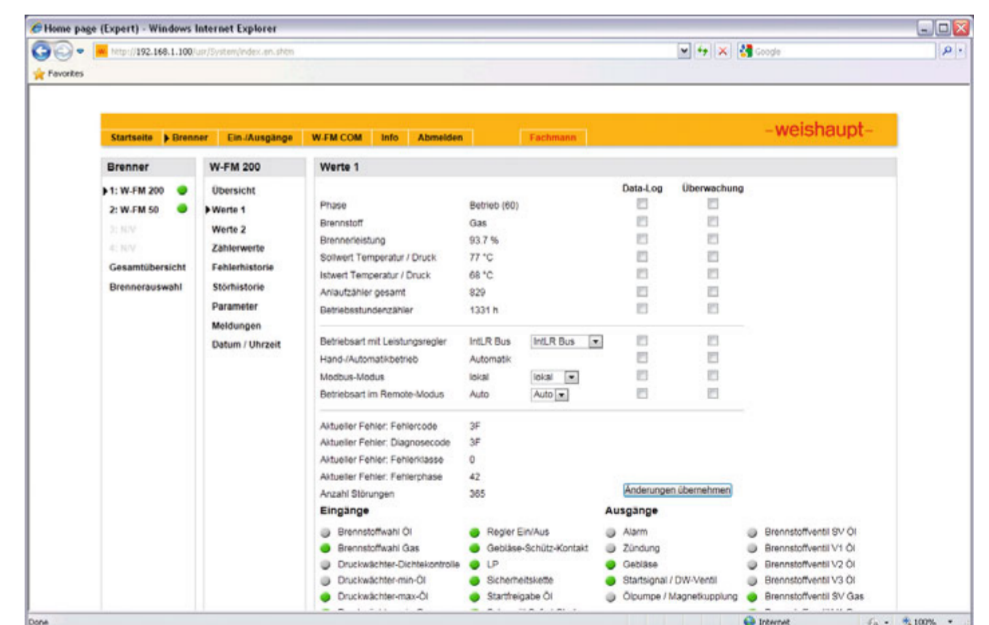 Home page (Expert) - Windows Internet Explorer
http://192.168.1.100/usr/System/index.en.shtm
Google
Favorites
Startseite Brenner Ein-/Ausgänge W-FM COM Info Abmelden Fachmann
-weishaupt-
Brenner W-FM 200 Werte 1
1: W-FM 200
2: W-FM 50
3: N/V
4: N/V
Gesamtübersicht
Brennerauswahl
Übersicht
Werte 1
Werte 2
Zählerwerte
Fehlerhistorie
Störhistorie
Parameter
Meldungen
Datum / Uhrzeit
Data-Log Überwachung
Phase Betrieb (60)
Brennstoff Gas
Brennerleistung 93.7 %
Sollwert Temperatur / Druck 77 °C
Istwert Temperatur / Druck 68 °C
Anlaufzähler gesamt 829
Betriebsstundenzähler 1331 h
Betriebsart mit Leistungsregler IntLR Bus IntLR Bus
Hand-/Automatikbetrieb Automatik
Modbus-Modus lokal lokal
Betriebsart im Remote-Modus Auto Auto
Aktueller Fehler: Fehlercode 3F
Aktueller Fehler: Diagnosecode 3F
Aktueller Fehler: Fehlerklasse 0
Aktueller Fehler: Fehlerphase 42
Anzahl Störungen 365
Änderungen übernehmen
Eingänge Ausgänge
Brennstoffwahl Öl Regler Ein/Aus Alarm Brennstoffventil SV Öl
Brennstoffwahl Gas Gebläse-Schütz-Kontakt Zündung Brennstoffventil V1 Öl
Druckwächter-Dichtekontrolle LP Gebläse Brennstoffventil V2 Öl
Druckwächter-min-Öl Sicherheitskette Startsignal / DW-Ventil Brennstoffventil V3 Öl
Druckwächter-max-Öl Startfreigabe Öl Ölpumpe / Magnetkupplung Brennstoffventil SV Gas
Done Internet 100%